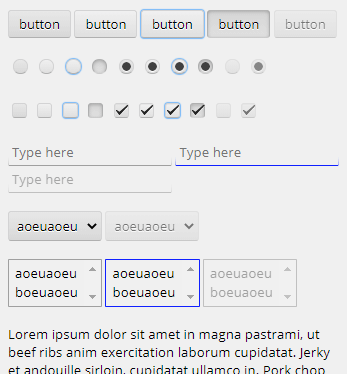 button button button button button
Type here Type here
Type here
aoeuaoeu aoeuaoeu
aoeuaoeu aoeuaoeu aoeuaoeu
boeuaoeu boeuaoeu boeuaoeu
Lorem ipsum dolor sit amet in magna pastrami, ut
beef ribs anim exercitation laborum cupidatat. Jerky
et andouille sirloin, cupidatat ullamco in. Pork chop